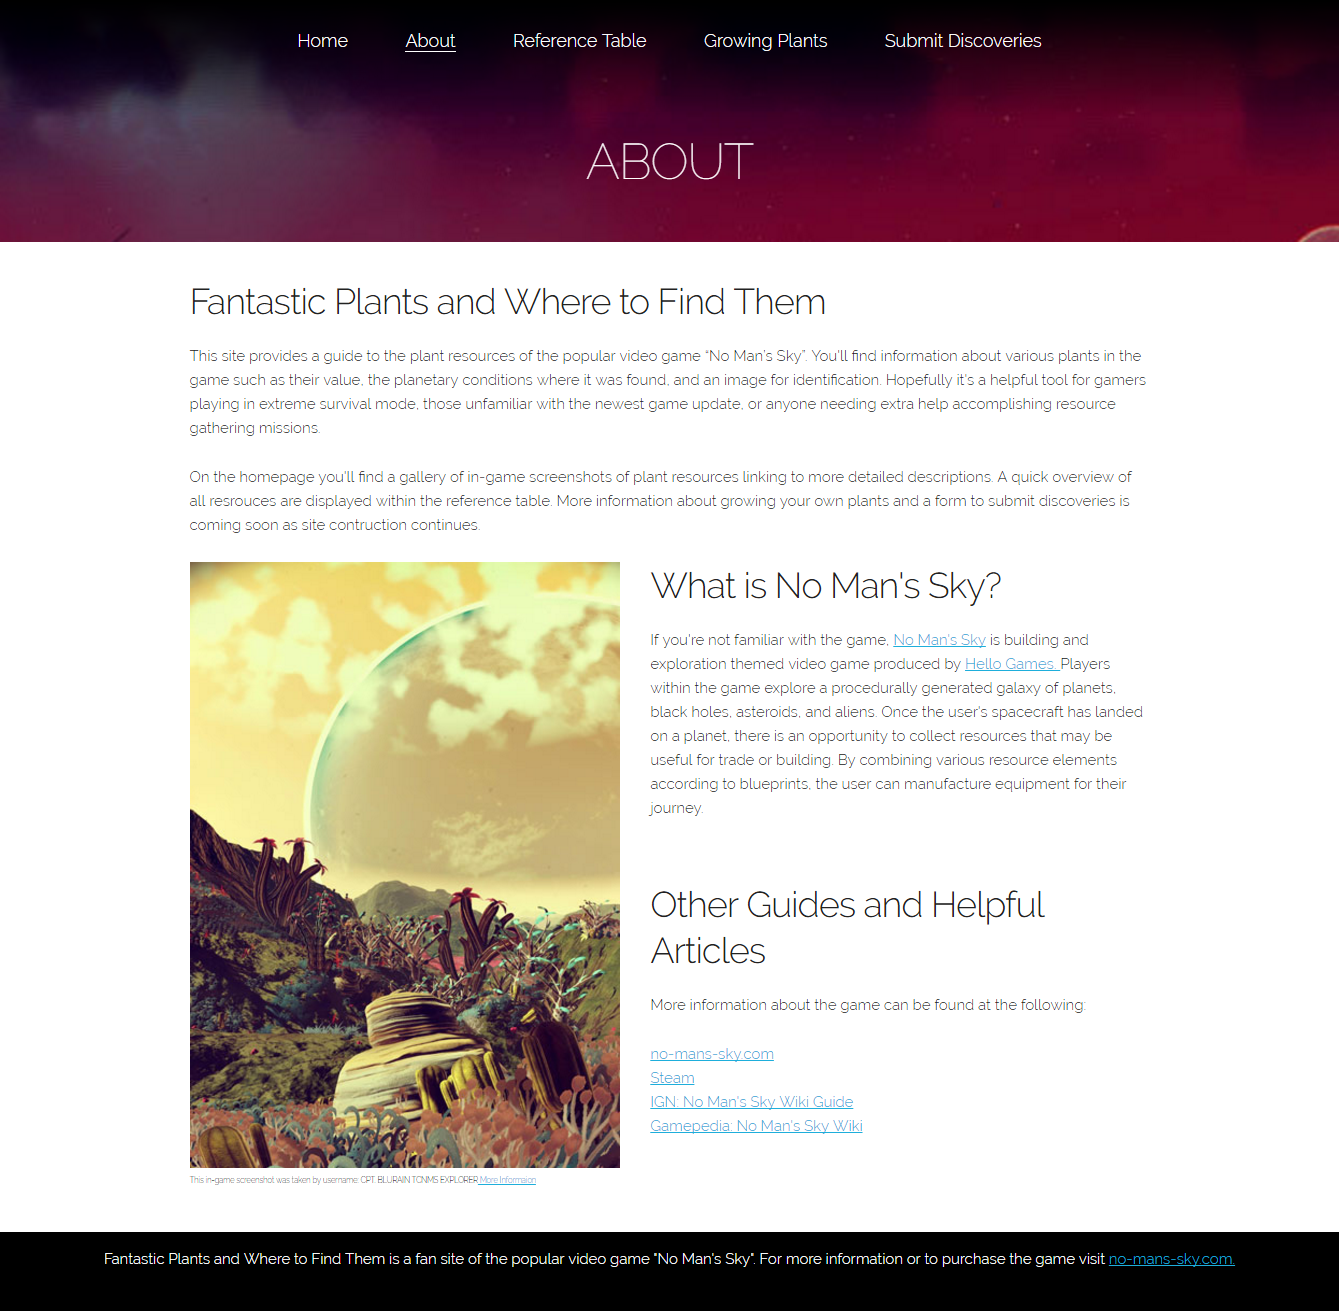 Home About Reference Table Growing Plants Submit Discoveries
ABOUT
Fantastic Plants and Where to Find Them
This site provides a guide to the plant resources of the popular video game “No Man’s Sky”. You’ll find information about various plants in the
game such as their value, the planetary conditions where it was found, and an image for identification. Hopefully it’s a helpful tool for gamers
playing in extreme survival mode, those unfamiliar with the newest game update, or anyone needing extra help accomplishing resource
gathering missions.
On the homepage you’ll find a gallery of in-game screenshots of plant resources linking to more detailed descriptions. A quick overview of
all resrouces are displayed within the reference table. More information about growing your own plants and a form to submit discoveries is
coming soon as site contruction continues.
What is No Man's Sky?
If you're not familiar with the game, No Man's Sky is building and
exploration themed video game produced by Hello Games. Players
within the game explore a procedurally generated galaxy of planets,
black holes, asteroids, and aliens. Once the user's spacecraft has landed
on a planet, there is an opportunity to collect resources that may be
useful for trade or building. By combining various resource elements
according to blueprints, the user can manufacture equipment for their
journey.
Other Guides and Helpful
Articles
More information about the game can be found at the following:
no-mans-sky.com
Steam
IGN: No Man's Sky Wiki Guide
Gamepedia: No Man's Sky Wiki
This in-game screenshot was taken by username: CPT. BLURAIN TCNMS EXPLORER More Informaion
Fantastic Plants and Where to Find Them is a fan site of the popular video game "No Man's Sky". For more information or to purchase the game visit no-mans-sky.com.